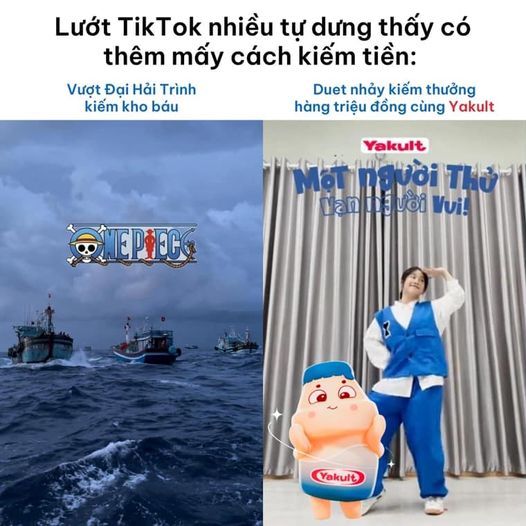 Lướt TikTok nhiều tự dưng thấy có
thêm mấy cách kiếm tiền:
Vượt Đại Hải Trình
kiếm kho báu
Duet nhảy kiếm thưởng
hàng triệu đồng cùng Yakult
ONE PIECE
Yakult
MộT người Thử
Vạn người Vui!
Yakult